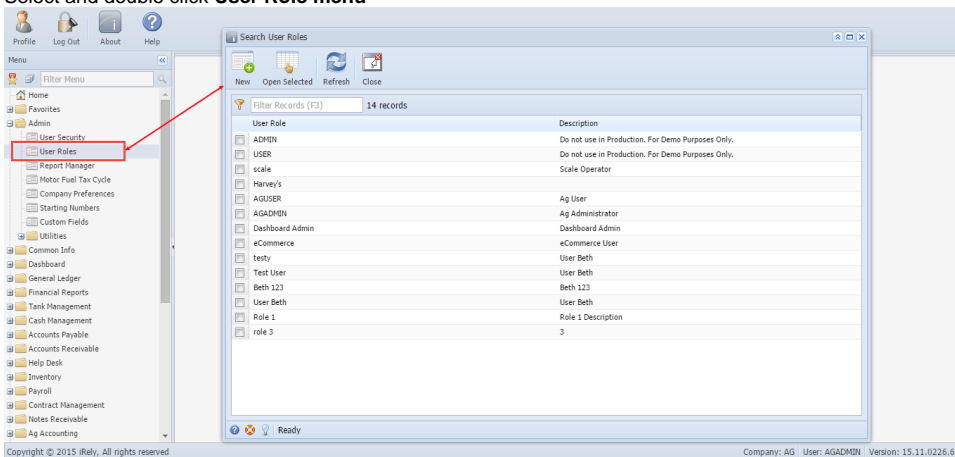 Select and double click User Role menu
Profile Log Out About Help
Menu
Filter Menu
Home
Favorites
Admin
User Security
User Roles
Report Manager
Motor Fuel Tax Cycle
Company Preferences
Starting Numbers
Custom Fields
Utilities
Common Info
Dashboard
General Ledger
Financial Reports
Tank Management
Cash Management
Accounts Payable
Accounts Receivable
Help Desk
Inventory
Payroll
Contract Management
Notes Receivable
Ag Accounting
Search User Roles
New Open Selected Refresh Close
Filter Records (F3) 14 records
User Role Description
ADMIN Do not use in Production. For Demo Purposes Only.
USER Do not use in Production. For Demo Purposes Only.
scale Scale Operator
Harvey's
AGUSER Ag User
AGADMIN Ag Administrator
Dashboard Admin Dashboard Admin
eCommerce eCommerce User
testy User Beth
Test User User Beth
Beth 123 Beth 123
User Beth User Beth
Role 1 Role 1 Description
role 3 3
Ready
Copyright © 2015 iRely, All rights reserved Company: AG User: AGADMIN Version: 15.11.0226.6